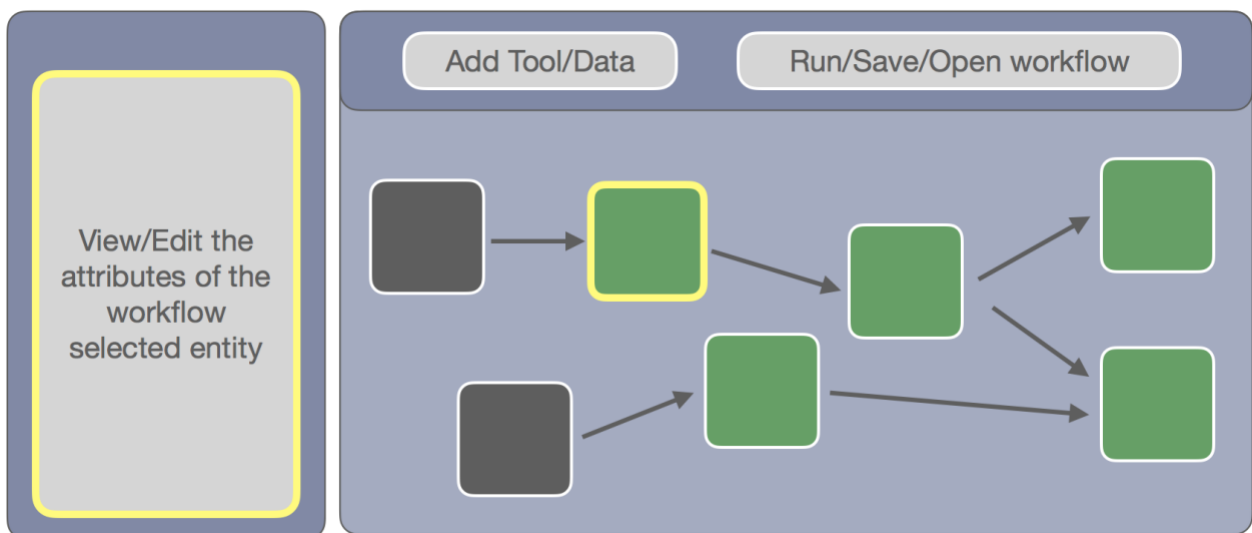 Add Tool/Data
Run/Save/Open workflow
View/Edit the
attributes of the
workflow
selected entity